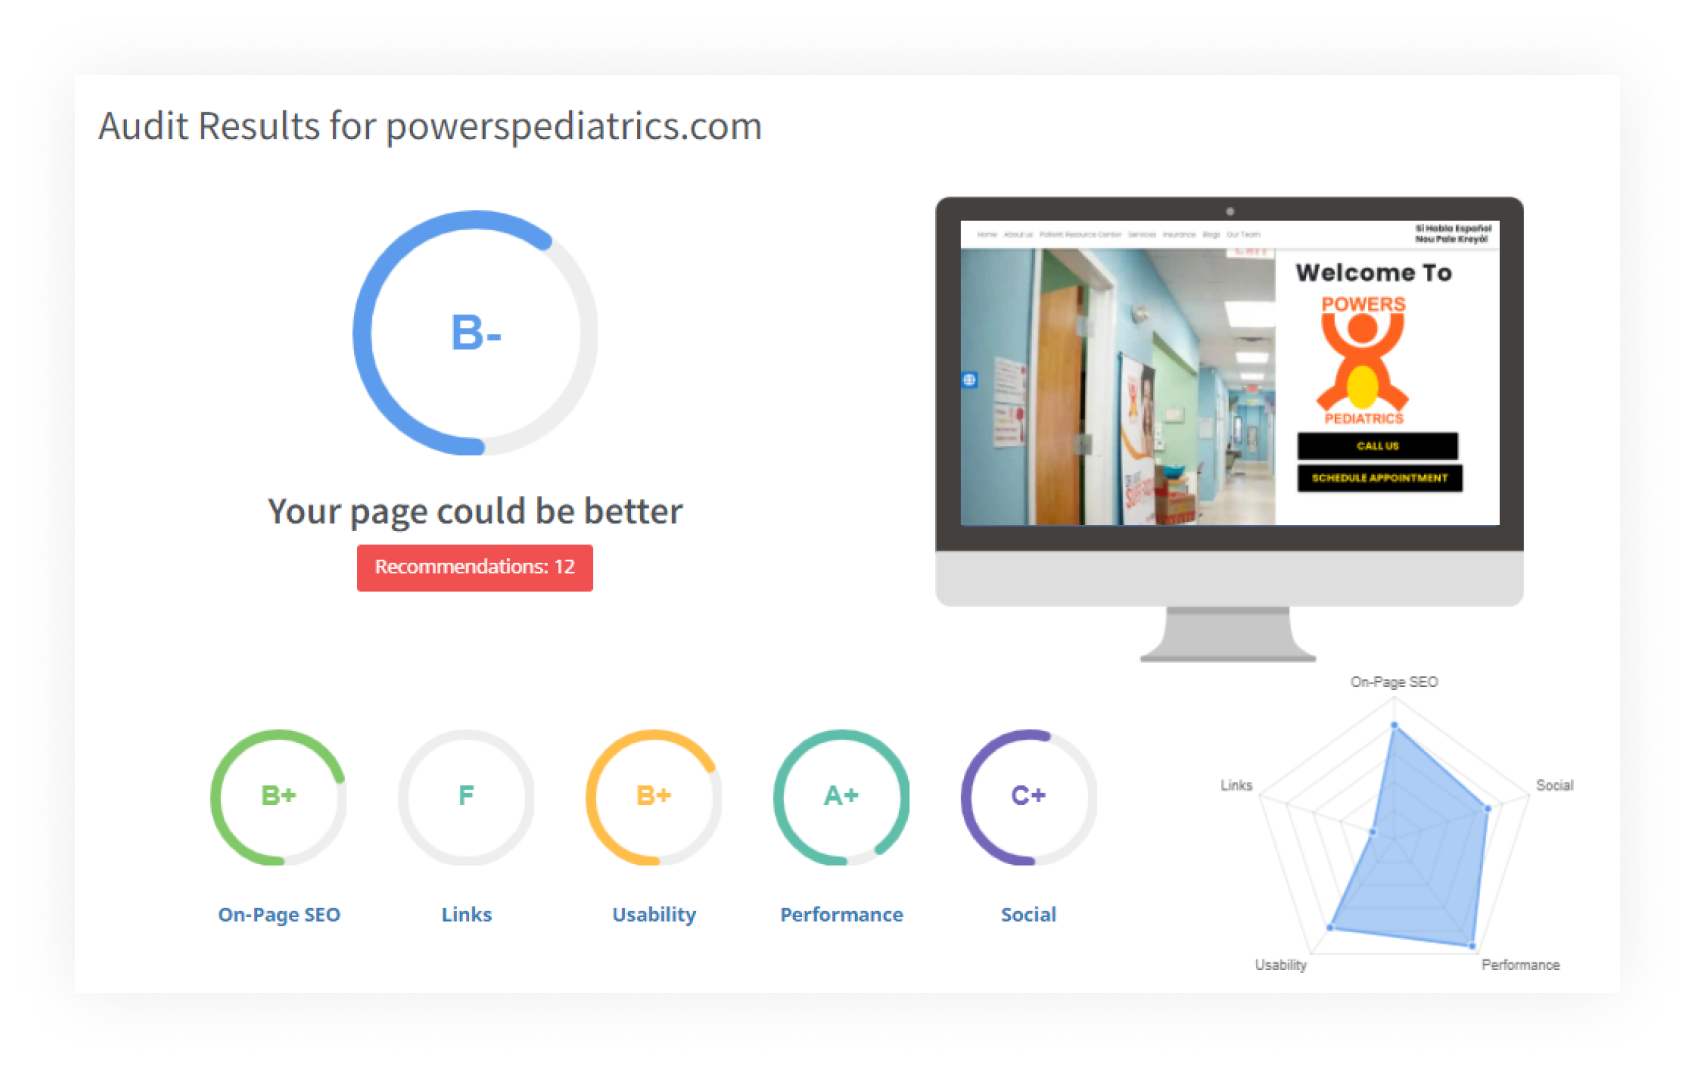 Audit Results for powerspediatrics.com
B-
Your page could be better
Recommendations: 12
Home About us Patient Resource Center Services Insurance Blogs Our Team
Sí Habla Español
Nou Pale Kreyól
Welcome To
POWERS
PEDIATRICS
CALL US
SCHEDULE APPOINTMENT
B+
F
B+
A+
C+
On-Page SEO
Links
Usability
Performance
Social
On-Page SEO
Links
Social
Usability
Performance